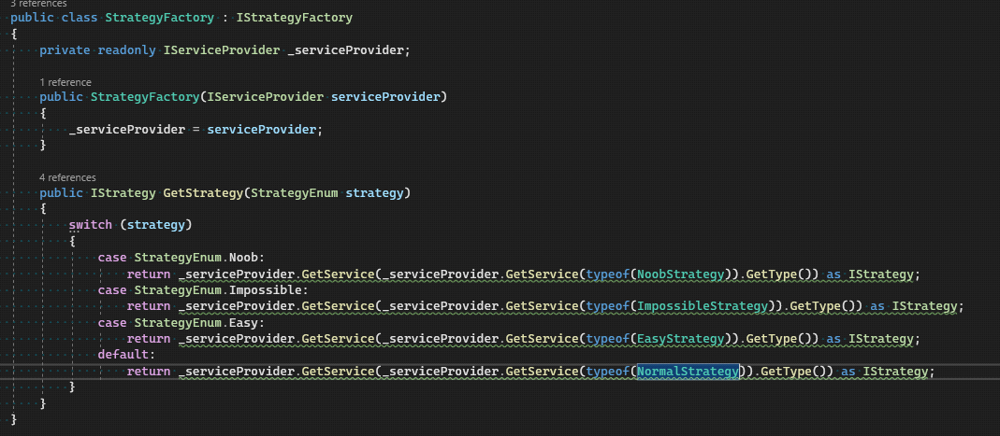 3 references
public class StrategyFactory : IStrategyFactory
{
private readonly IServiceProvider _serviceProvider;
1 reference
public StrategyFactory(IServiceProvider serviceProvider)
{
_serviceProvider = serviceProvider;
}
4 references
public IStrategy GetStrategy(StrategyEnum strategy)
{
switch (strategy)
{
case StrategyEnum.Noob:
return _serviceProvider.GetService(_serviceProvider.GetService(typeof(NoobStrategy)).GetType()) as IStrategy;
case StrategyEnum.Impossible:
return _serviceProvider.GetService(_serviceProvider.GetService(typeof(ImpossibleStrategy)).GetType()) as IStrategy;
case StrategyEnum.Easy:
return _serviceProvider.GetService(_serviceProvider.GetService(typeof(EasyStrategy)).GetType()) as IStrategy;
default:
return _serviceProvider.GetService(_serviceProvider.GetService(typeof(NormalStrategy)).GetType()) as IStrategy;
}
}
}